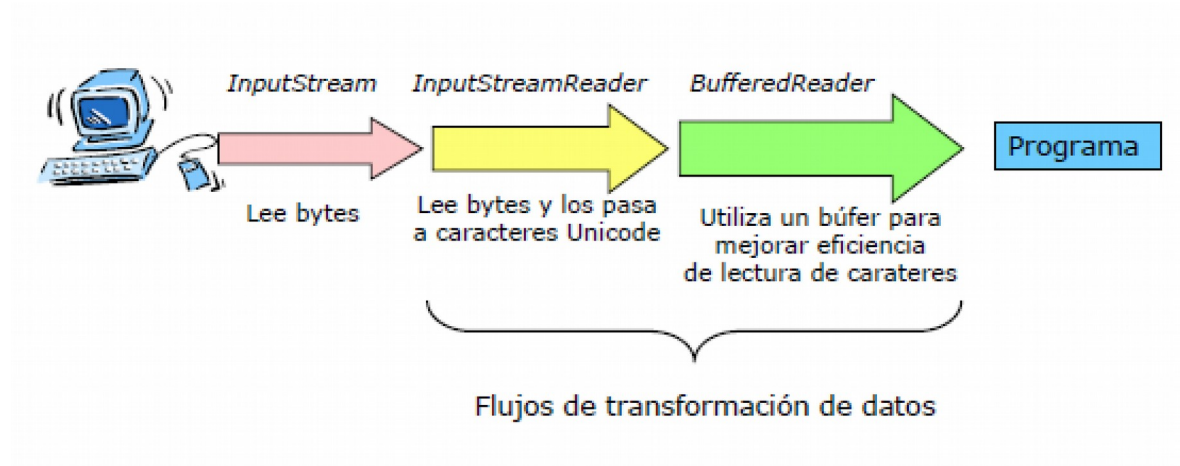 InputStream
InputStreamReader
BufferedReader
Programa
Lee bytes
Lee bytes y los pasa
a caracteres Unicode
Utiliza un búfer para
mejorar eficiencia
de lectura de carateres
Flujos de transformación de datos